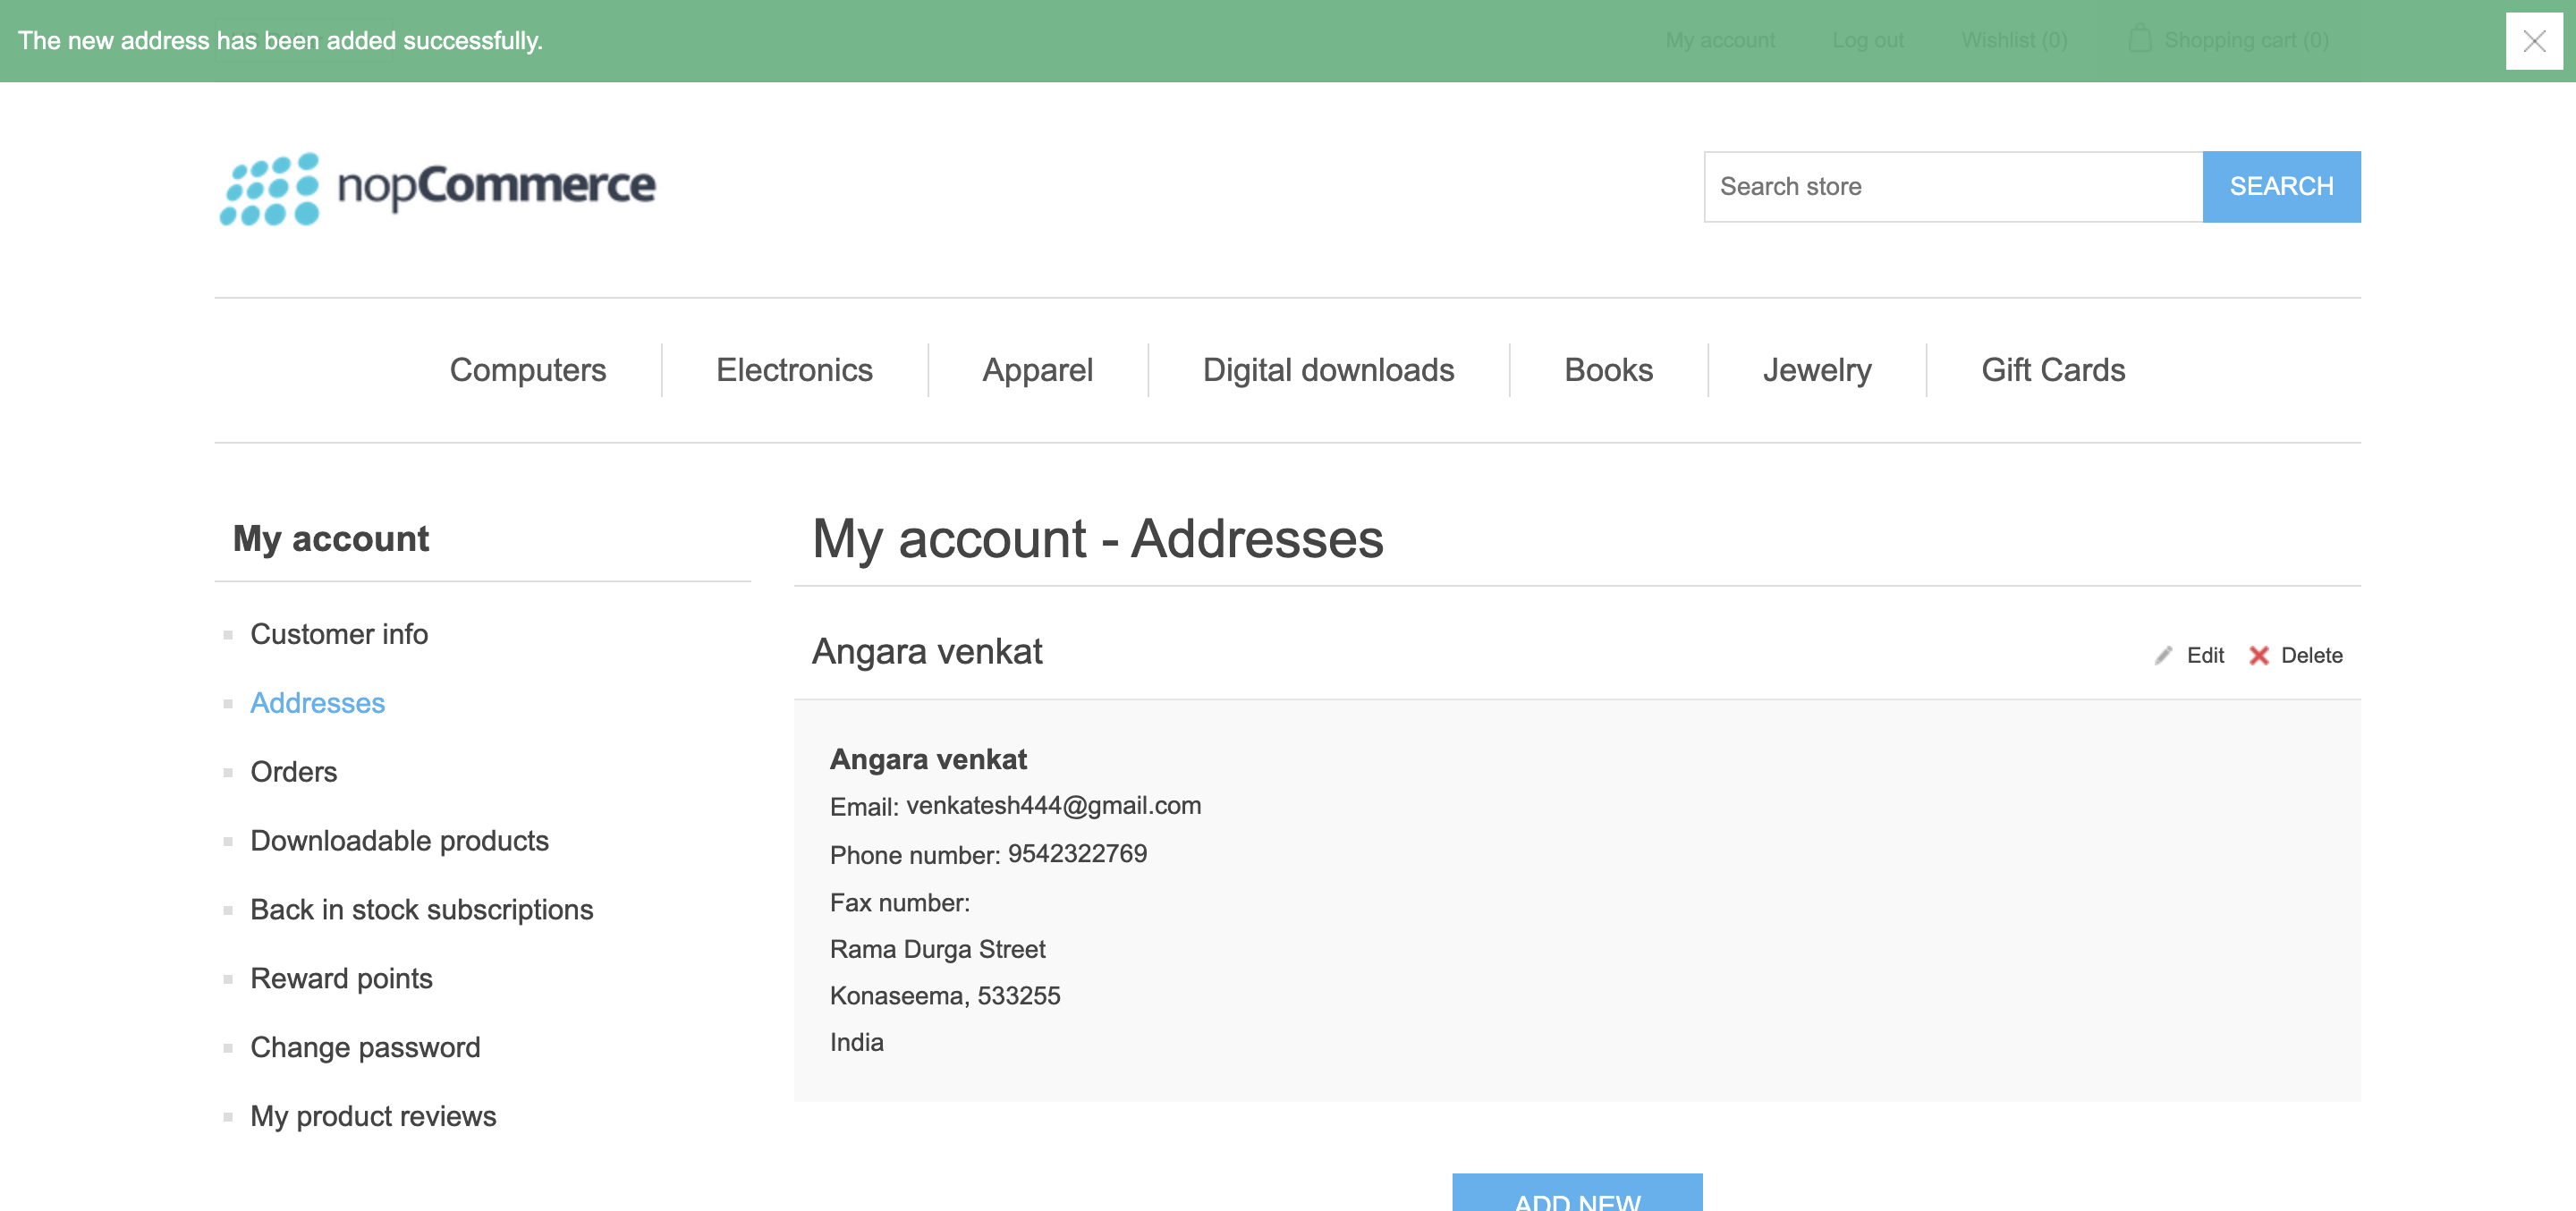 The new address has been added successfully.
My account Log out Wishlist (0) Shopping cart (0)
nopCommerce
Search store SEARCH
Computers Electronics Apparel Digital downloads Books Jewelry Gift Cards
My account
Customer info
Addresses
Orders
Downloadable products
Back in stock subscriptions
Reward points
Change password
My product reviews
My account - Addresses
Angara venkat Edit Delete
Angara venkat
Email: venkatesh444@gmail.com
Phone number: 9542322769
Fax number:
Rama Durga Street
Konaseema, 533255
India
ADD NEW